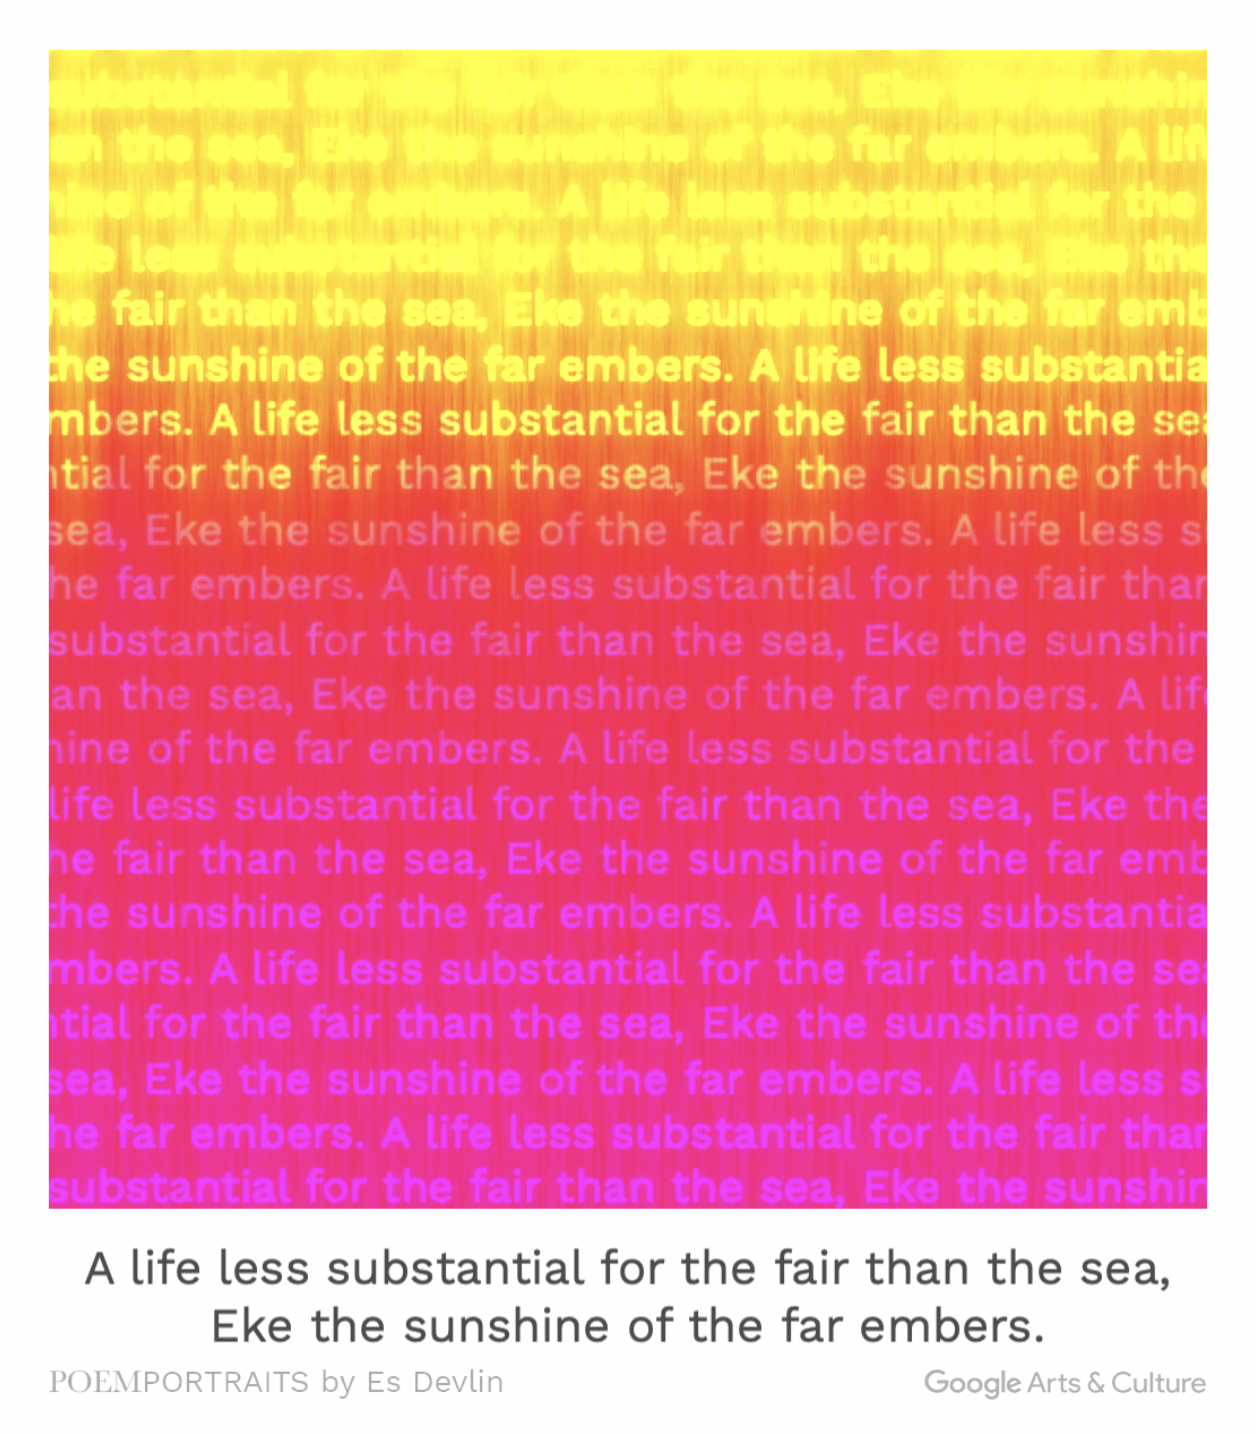 substantial for the fair than the sea, Eke the sunshin
an the sea, Eke the sunshine of the far embers. A lif
nine of the far embers. A life less substantial for the
life less substantial for the fair than the sea, Eke the
he fair than the sea, Eke the sunshine of the far emb
the sunshine of the far embers. A life less substantia
mbers. A life less substantial for the fair than the sea
ntial for the fair than the sea, Eke the sunshine of the
sea, Eke the sunshine of the far embers. A life less s
he far embers. A life less substantial for the fair than
substantial for the fair than the sea, Eke the sunshin
an the sea, Eke the sunshine of the far embers. A life
nine of the far embers. A life less substantial for the
life less substantial for the fair than the sea, Eke the
he fair than the sea, Eke the sunshine of the far emb
the sunshine of the far embers. A life less substantia
mbers. A life less substantial for the fair than the sea
ntial for the fair than the sea, Eke the sunshine of the
sea, Eke the sunshine of the far embers. A life less s
he far embers. A life less substantial for the fair than
substantial for the fair than the sea, Eke the sunshin
A life less substantial for the fair than the sea,
Eke the sunshine of the far embers.
POEMPORTRAITS by Es Devlin
Google Arts & Culture